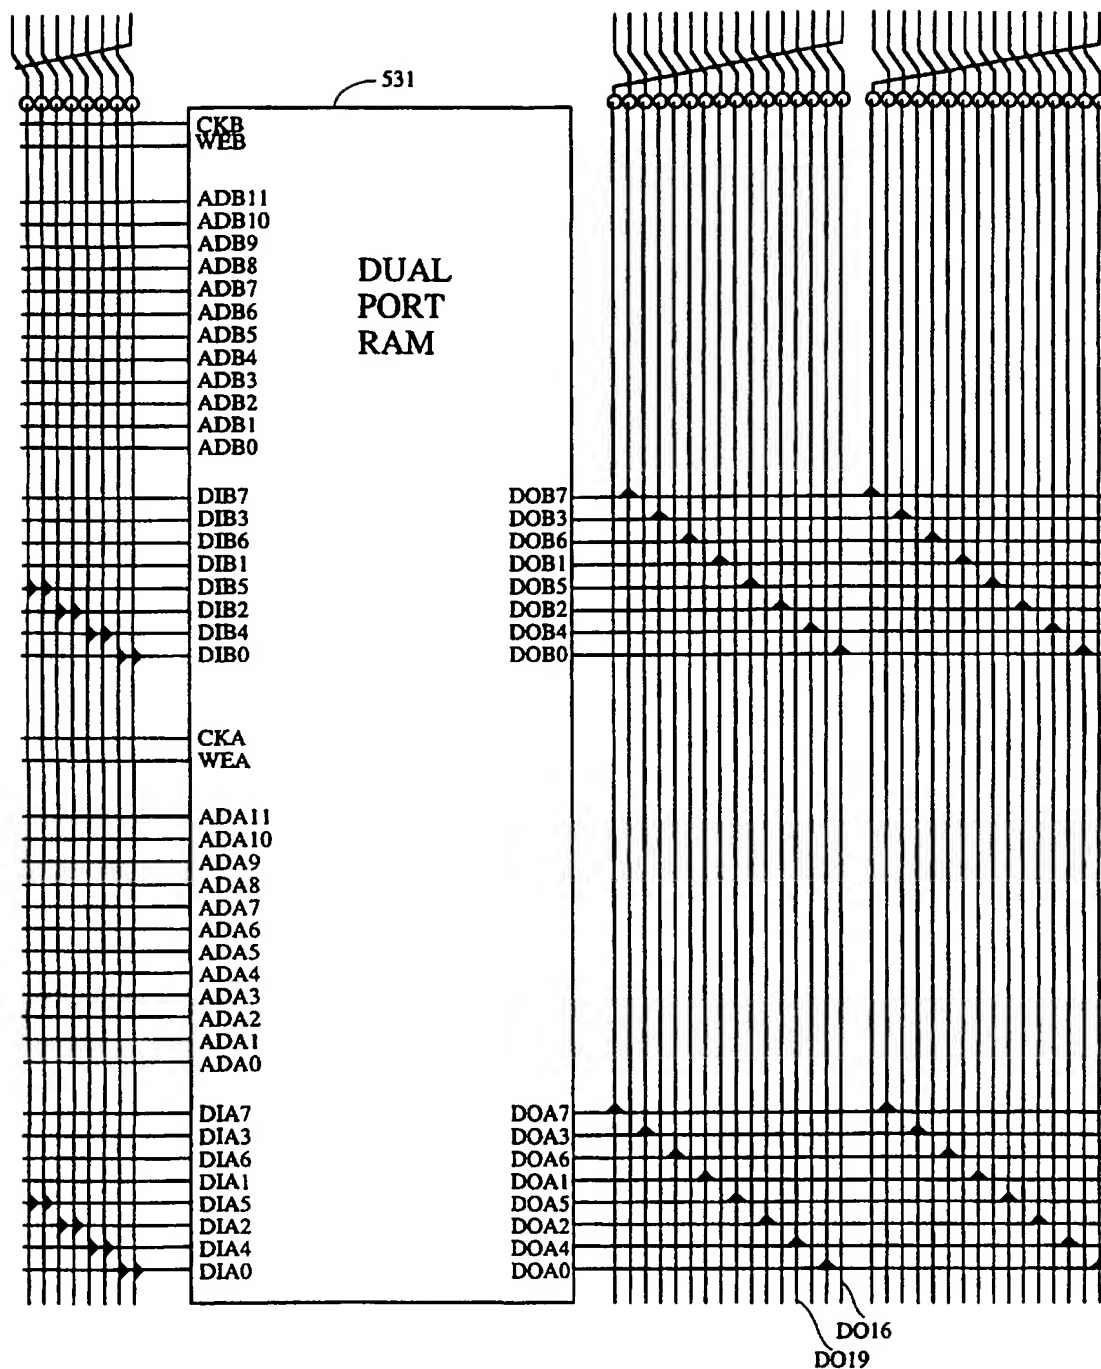 531
CKB
WEB
ADB11
ADB10
ADB9
ADB8
ADB7
ADB6
ADB5
ADB4
ADB3
ADB2
ADB1
ADB0
DUAL
PORT
RAM
DIB7 DOB7
DIB3 DOB3
DIB6 DOB6
DIB1 DOB1
DIB5 DOB5
DIB2 DOB2
DIB4 DOB4
DIB0 DOB0
CKA
WEA
ADA11
ADA10
ADA9
ADA8
ADA7
ADA6
ADA5
ADA4
ADA3
ADA2
ADA1
ADA0
DIA7 DOA7
DIA3 DOA3
DIA6 DOA6
DIA1 DOA1
DIA5 DOA5
DIA2 DOA2
DIA4 DOA4
DIA0 DOA0
DO16
DO19